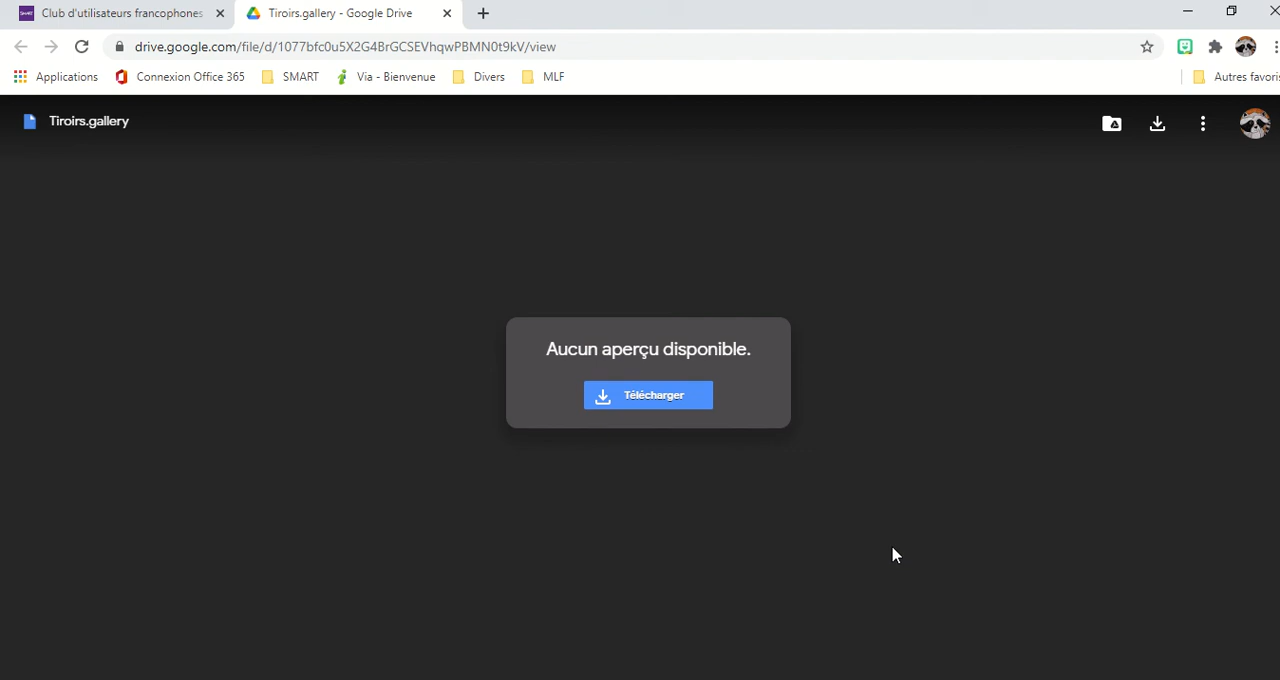 Club d'utilisateurs francophones
Tiroirs.gallery - Google Drive
drive.google.com/file/d/1077bfc0u5X2G4BrGCSEVhqwPBMN0t9kV/view
Applications Connexion Office 365 SMART Via - Bienvenue Divers MLF Autres favoris
Tiroirs.gallery
Aucun aperçu disponible.
Télécharger